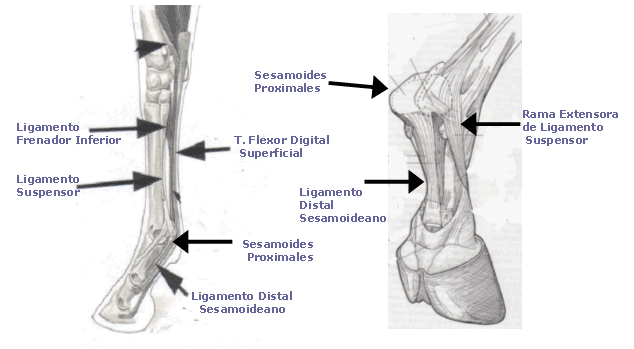 Ligamento
Frenador Inferior
Ligamento
Suspensor
T. Flexor Digital
Superficial
Sesamoides
Proximales
Ligamento Distal
Sesamoideano
Sesamoides
Proximales
Ligamento
Distal
Sesamoideano
Rama Extensora
de Ligamento
Suspensor